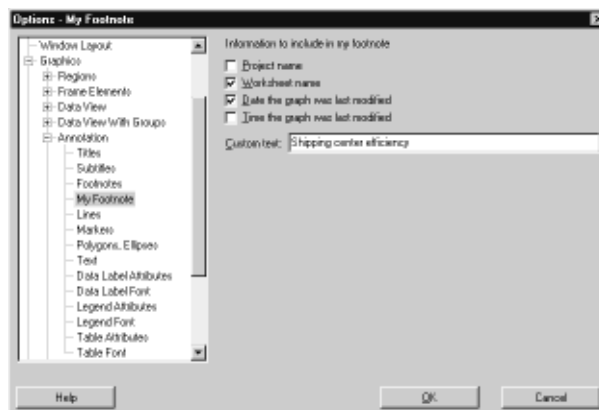 Options - My Footnote
Window Layout
Graphics
Regions
Frame Elements
Data View
Data View With Groups
Annotation
Titles
Subtitles
Footnotes
My Footnote
Lines
Markers
Polygons, Ellipses
Text
Data Label Attributes
Data Label Font
Legend Attributes
Legend Font
Table Attributes
Table Font
Information to include in my footnote
Project name
Worksheet name
Date the graph was last modified
Time the graph was last modified
Custom text: Shipping center efficiency
Help
OK
Cancel